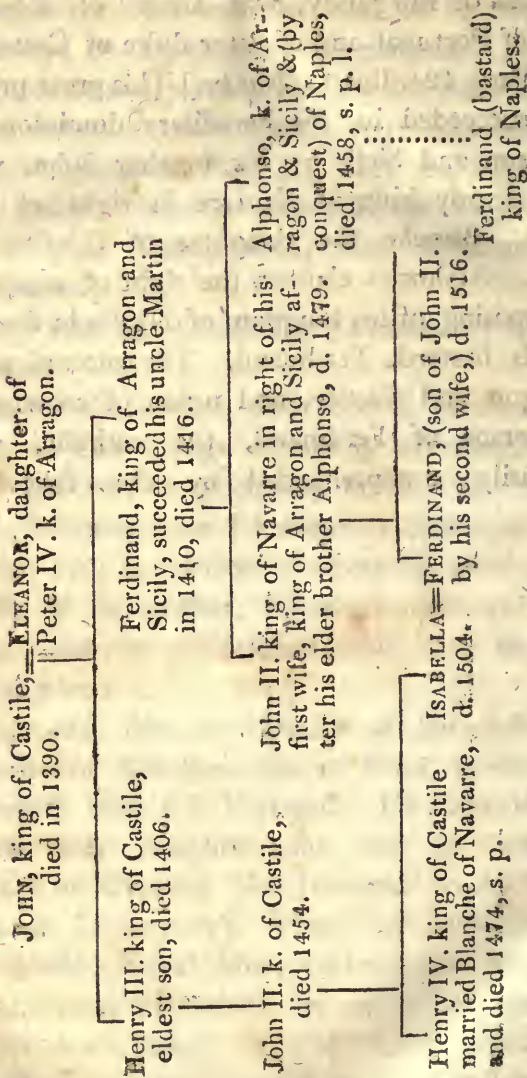 JOHN, king of Castile,=ELEANOR, daughter of
died in 1390.
Peter IV. k. of Arragon.
Henry III. king of Castile,
eldest son, died 1406.
Ferdinand, king of Arragon and
Sicily, succeeded his uncle Martin
in 1410, died 1416.
John II. k. of Castile,
died 1454.
John II. king of Navarre in right of his
first wife, king of Arragon and Sicily af-
ter his elder brother Alphonso, d. 1479.
Alphonso, k. of Ar-
ragon & Sicily & (by
conquest) of Naples,
died 1458, s. p. l.
Henry IV. king of Castile
married Blanche of Navarre,
and died 1474, s. p.
ISABELLA=FERDINAND, (son of John II.
d. 1504. by his second wife,) d. 1516.
Ferdinand (bastard)
king of Naples.